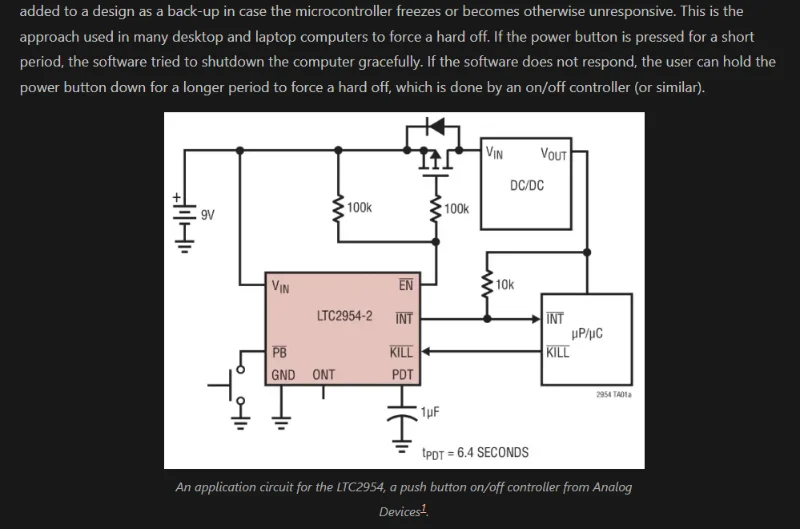 added to a design as a back-up in case the microcontroller freezes or becomes otherwise unresponsive. This is the
approach used in many desktop and laptop computers to force a hard off. If the power button is pressed for a short
period, the software tried to shutdown the computer gracefully. If the software does not respond, the user can hold the
power button down for a longer period to force a hard off, which is done by an on/off controller (or similar).
VIN VOUT
DC/DC
+
9V
100k
100k
VIN
EN
10k
LTC2954-2
INT
INT
µP/µC
PB
KILL
KILL
GND ONT PDT
2954 TA01a
1µF
tPDT = 6.4 SECONDS
An application circuit for the LTC2954, a push button on/off controller from Analog
Devices1.